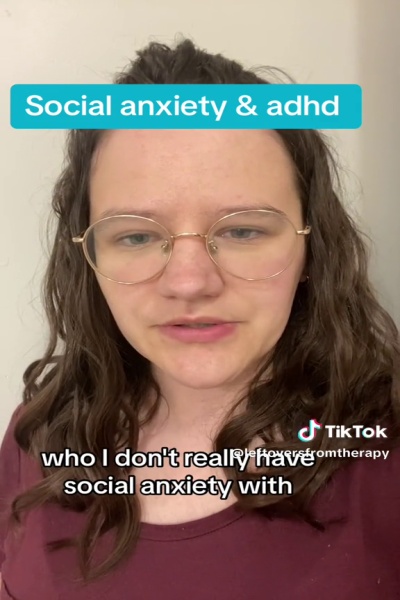 Social anxiety & adhd
TikTok
@leftoversfromtherapy
who I don't really have
social anxiety with